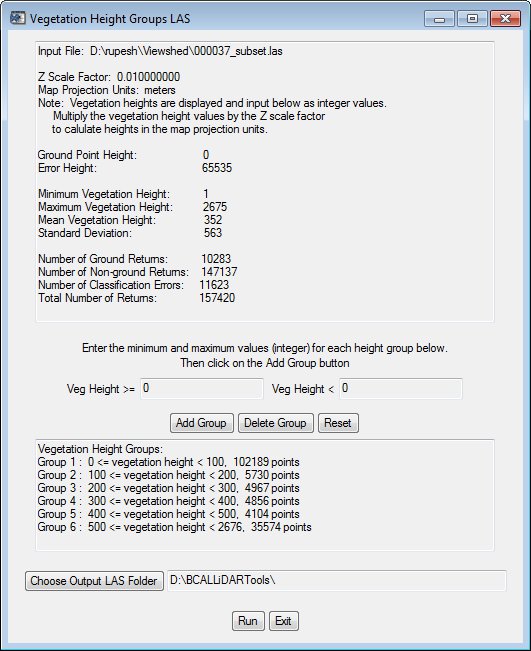 Vegetation Height Groups LAS
Input File: D:\rupesh\Viewshed\000037_subset.las
Z Scale Factor: 0.010000000
Map Projection Units: meters
Note: Vegetation heights are displayed and input below as integer values.
Multiply the vegetation height values by the Z scale factor
to calulate heights in the map projection units.
Ground Point Height: 0
Error Height: 65535
Minimum Vegetation Height: 1
Maximum Vegetation Height: 2675
Mean Vegetation Height: 352
Standard Deviation: 563
Number of Ground Returns: 10283
Number of Non-ground Returns: 147137
Number of Classification Errors: 11623
Total Number of Returns: 157420
Enter the minimum and maximum values (integer) for each height group below.
Then click on the Add Group button
Veg Height >= 0 Veg Height < 0
Add Group Delete Group Reset
Vegetation Height Groups:
Group 1 : 0 <= vegetation height < 100, 102189 points
Group 2 : 100 <= vegetation height < 200, 5730 points
Group 3 : 200 <= vegetation height < 300, 4967 points
Group 4 : 300 <= vegetation height < 400, 4856 points
Group 5 : 400 <= vegetation height < 500, 4104 points
Group 6 : 500 <= vegetation height < 2676, 35574 points
Choose Output LAS Folder D:\BCALLiDARTools\
Run Exit